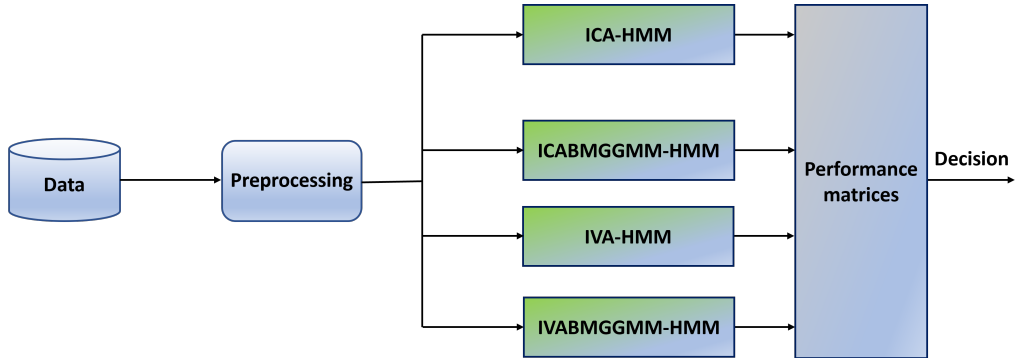 Data
Preprocessing
ICA-HMM
ICABMGGMM-HMM
IVA-HMM
IVABMGGMM-HMM
Performance
matrices
Decision